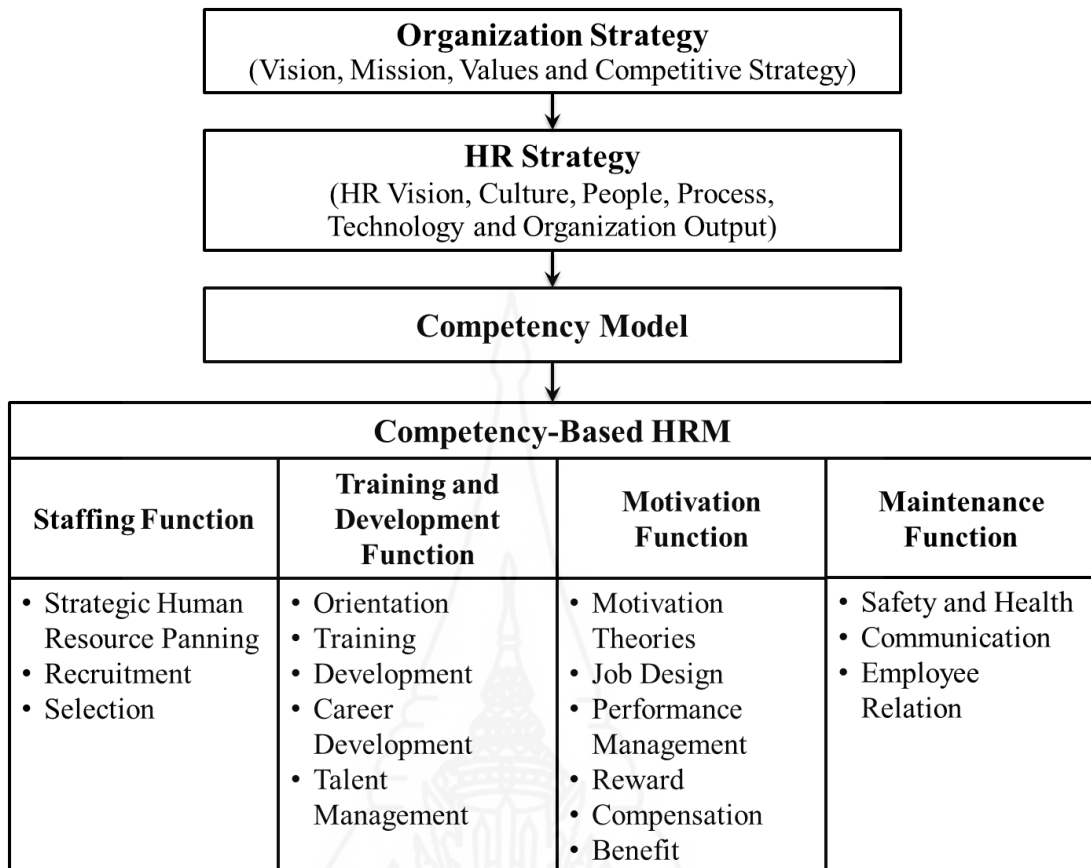 Organization Strategy
(Vision, Mission, Values and Competitive Strategy)
HR Strategy
(HR Vision, Culture, People, Process,
Technology and Organization Output)
Competency Model
Competency-Based HRM
Staffing Function
Training and
Development
Function
Motivation
Function
Maintenance
Function
• Strategic Human
Resource Panning
• Recruitment
• Selection
• Orientation
• Training
• Development
• Career
Development
• Talent
Management
• Motivation
Theories
• Job Design
• Performance
Management
• Reward
• Compensation
• Benefit
• Safety and Health
• Communication
• Employee
Relation